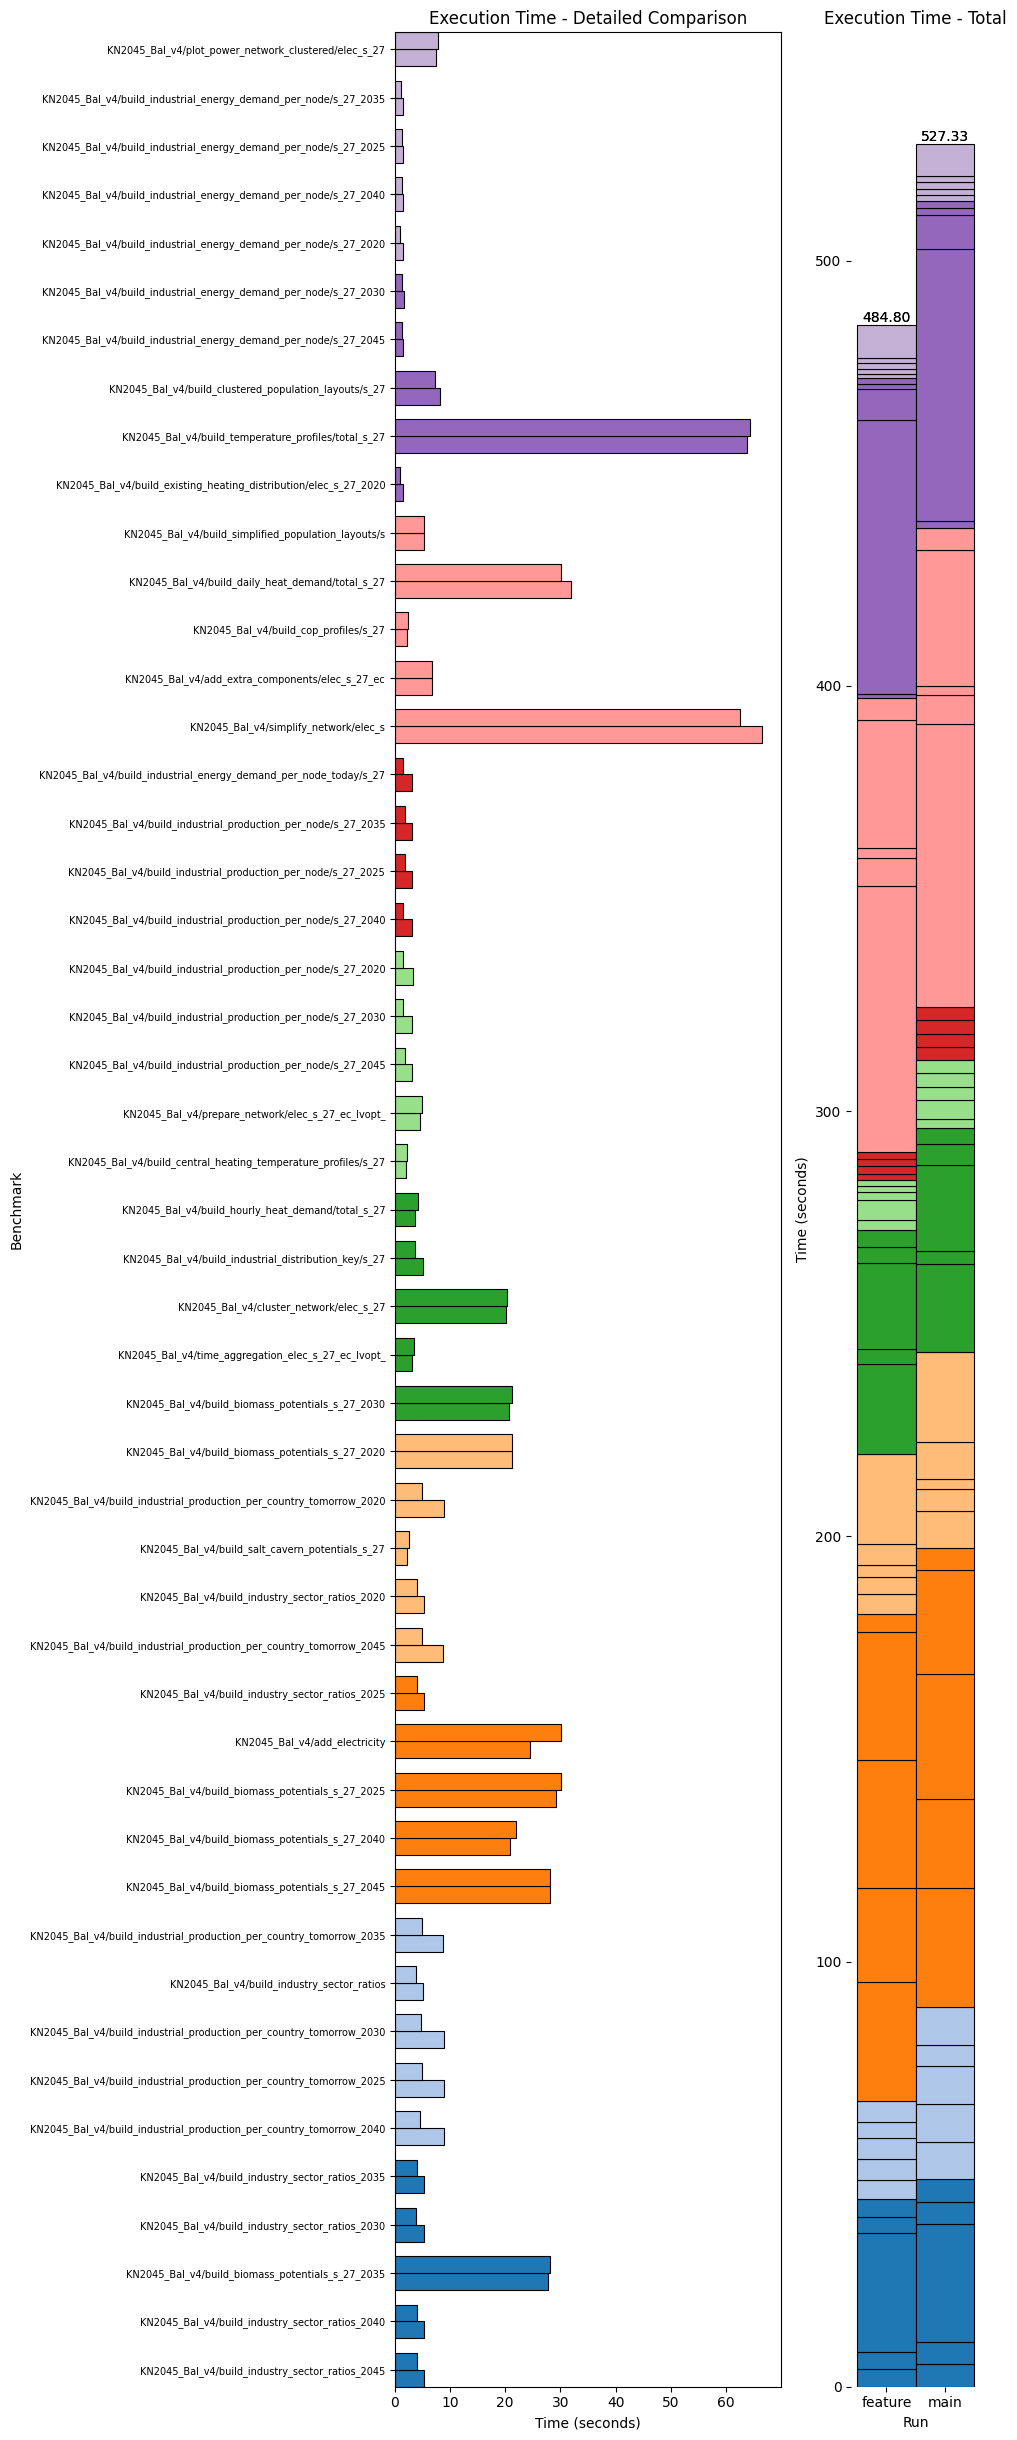 Execution Time - Detailed Comparison
Execution Time - Total
KN2045_Bal_v4/plot_power_network_clustered/elec_s_27
KN2045_Bal_v4/build_industrial_energy_demand_per_node/s_27_2035
KN2045_Bal_v4/build_industrial_energy_demand_per_node/s_27_2025
KN2045_Bal_v4/build_industrial_energy_demand_per_node/s_27_2040
KN2045_Bal_v4/build_industrial_energy_demand_per_node/s_27_2020
KN2045_Bal_v4/build_industrial_energy_demand_per_node/s_27_2030
KN2045_Bal_v4/build_industrial_energy_demand_per_node/s_27_2045
KN2045_Bal_v4/build_clustered_population_layouts/s_27
KN2045_Bal_v4/build_temperature_profiles/total_s_27
KN2045_Bal_v4/build_existing_heating_distribution/elec_s_27_2020
KN2045_Bal_v4/build_simplified_population_layouts/s
KN2045_Bal_v4/build_daily_heat_demand/total_s_27
KN2045_Bal_v4/build_cop_profiles/s_27
KN2045_Bal_v4/add_extra_components/elec_s_27_ec
KN2045_Bal_v4/simplify_network/elec_s
KN2045_Bal_v4/build_industrial_energy_demand_per_node_today/s_27
KN2045_Bal_v4/build_industrial_production_per_node/s_27_2035
KN2045_Bal_v4/build_industrial_production_per_node/s_27_2025
KN2045_Bal_v4/build_industrial_production_per_node/s_27_2040
KN2045_Bal_v4/build_industrial_production_per_node/s_27_2020
KN2045_Bal_v4/build_industrial_production_per_node/s_27_2030
KN2045_Bal_v4/build_industrial_production_per_node/s_27_2045
KN2045_Bal_v4/prepare_network/elec_s_27_ec_lvopt_
KN2045_Bal_v4/build_central_heating_temperature_profiles/s_27
KN2045_Bal_v4/build_hourly_heat_demand/total_s_27
KN2045_Bal_v4/build_industrial_distribution_key/s_27
KN2045_Bal_v4/cluster_network/elec_s_27
KN2045_Bal_v4/time_aggregation_elec_s_27_ec_lvopt_
KN2045_Bal_v4/build_biomass_potentials_s_27_2030
KN2045_Bal_v4/build_biomass_potentials_s_27_2020
KN2045_Bal_v4/build_industrial_production_per_country_tomorrow_2020
KN2045_Bal_v4/build_salt_cavern_potentials_s_27
KN2045_Bal_v4/build_industry_sector_ratios_2020
KN2045_Bal_v4/build_industrial_production_per_country_tomorrow_2045
KN2045_Bal_v4/build_industry_sector_ratios_2025
KN2045_Bal_v4/add_electricity
KN2045_Bal_v4/build_biomass_potentials_s_27_2025
KN2045_Bal_v4/build_biomass_potentials_s_27_2040
KN2045_Bal_v4/build_biomass_potentials_s_27_2045
KN2045_Bal_v4/build_industrial_production_per_country_tomorrow_2035
KN2045_Bal_v4/build_industry_sector_ratios
KN2045_Bal_v4/build_industrial_production_per_country_tomorrow_2030
KN2045_Bal_v4/build_industrial_production_per_country_tomorrow_2025
KN2045_Bal_v4/build_industrial_production_per_country_tomorrow_2040
KN2045_Bal_v4/build_industry_sector_ratios_2035
KN2045_Bal_v4/build_industry_sector_ratios_2030
KN2045_Bal_v4/build_biomass_potentials_s_27_2035
KN2045_Bal_v4/build_industry_sector_ratios_2040
KN2045_Bal_v4/build_industry_sector_ratios_2045
Benchmark
0 10 20 30 40 50 60
Time (seconds)
527.33
484.80
500
400
300
200
100
0
Time (seconds)
feature main
Run